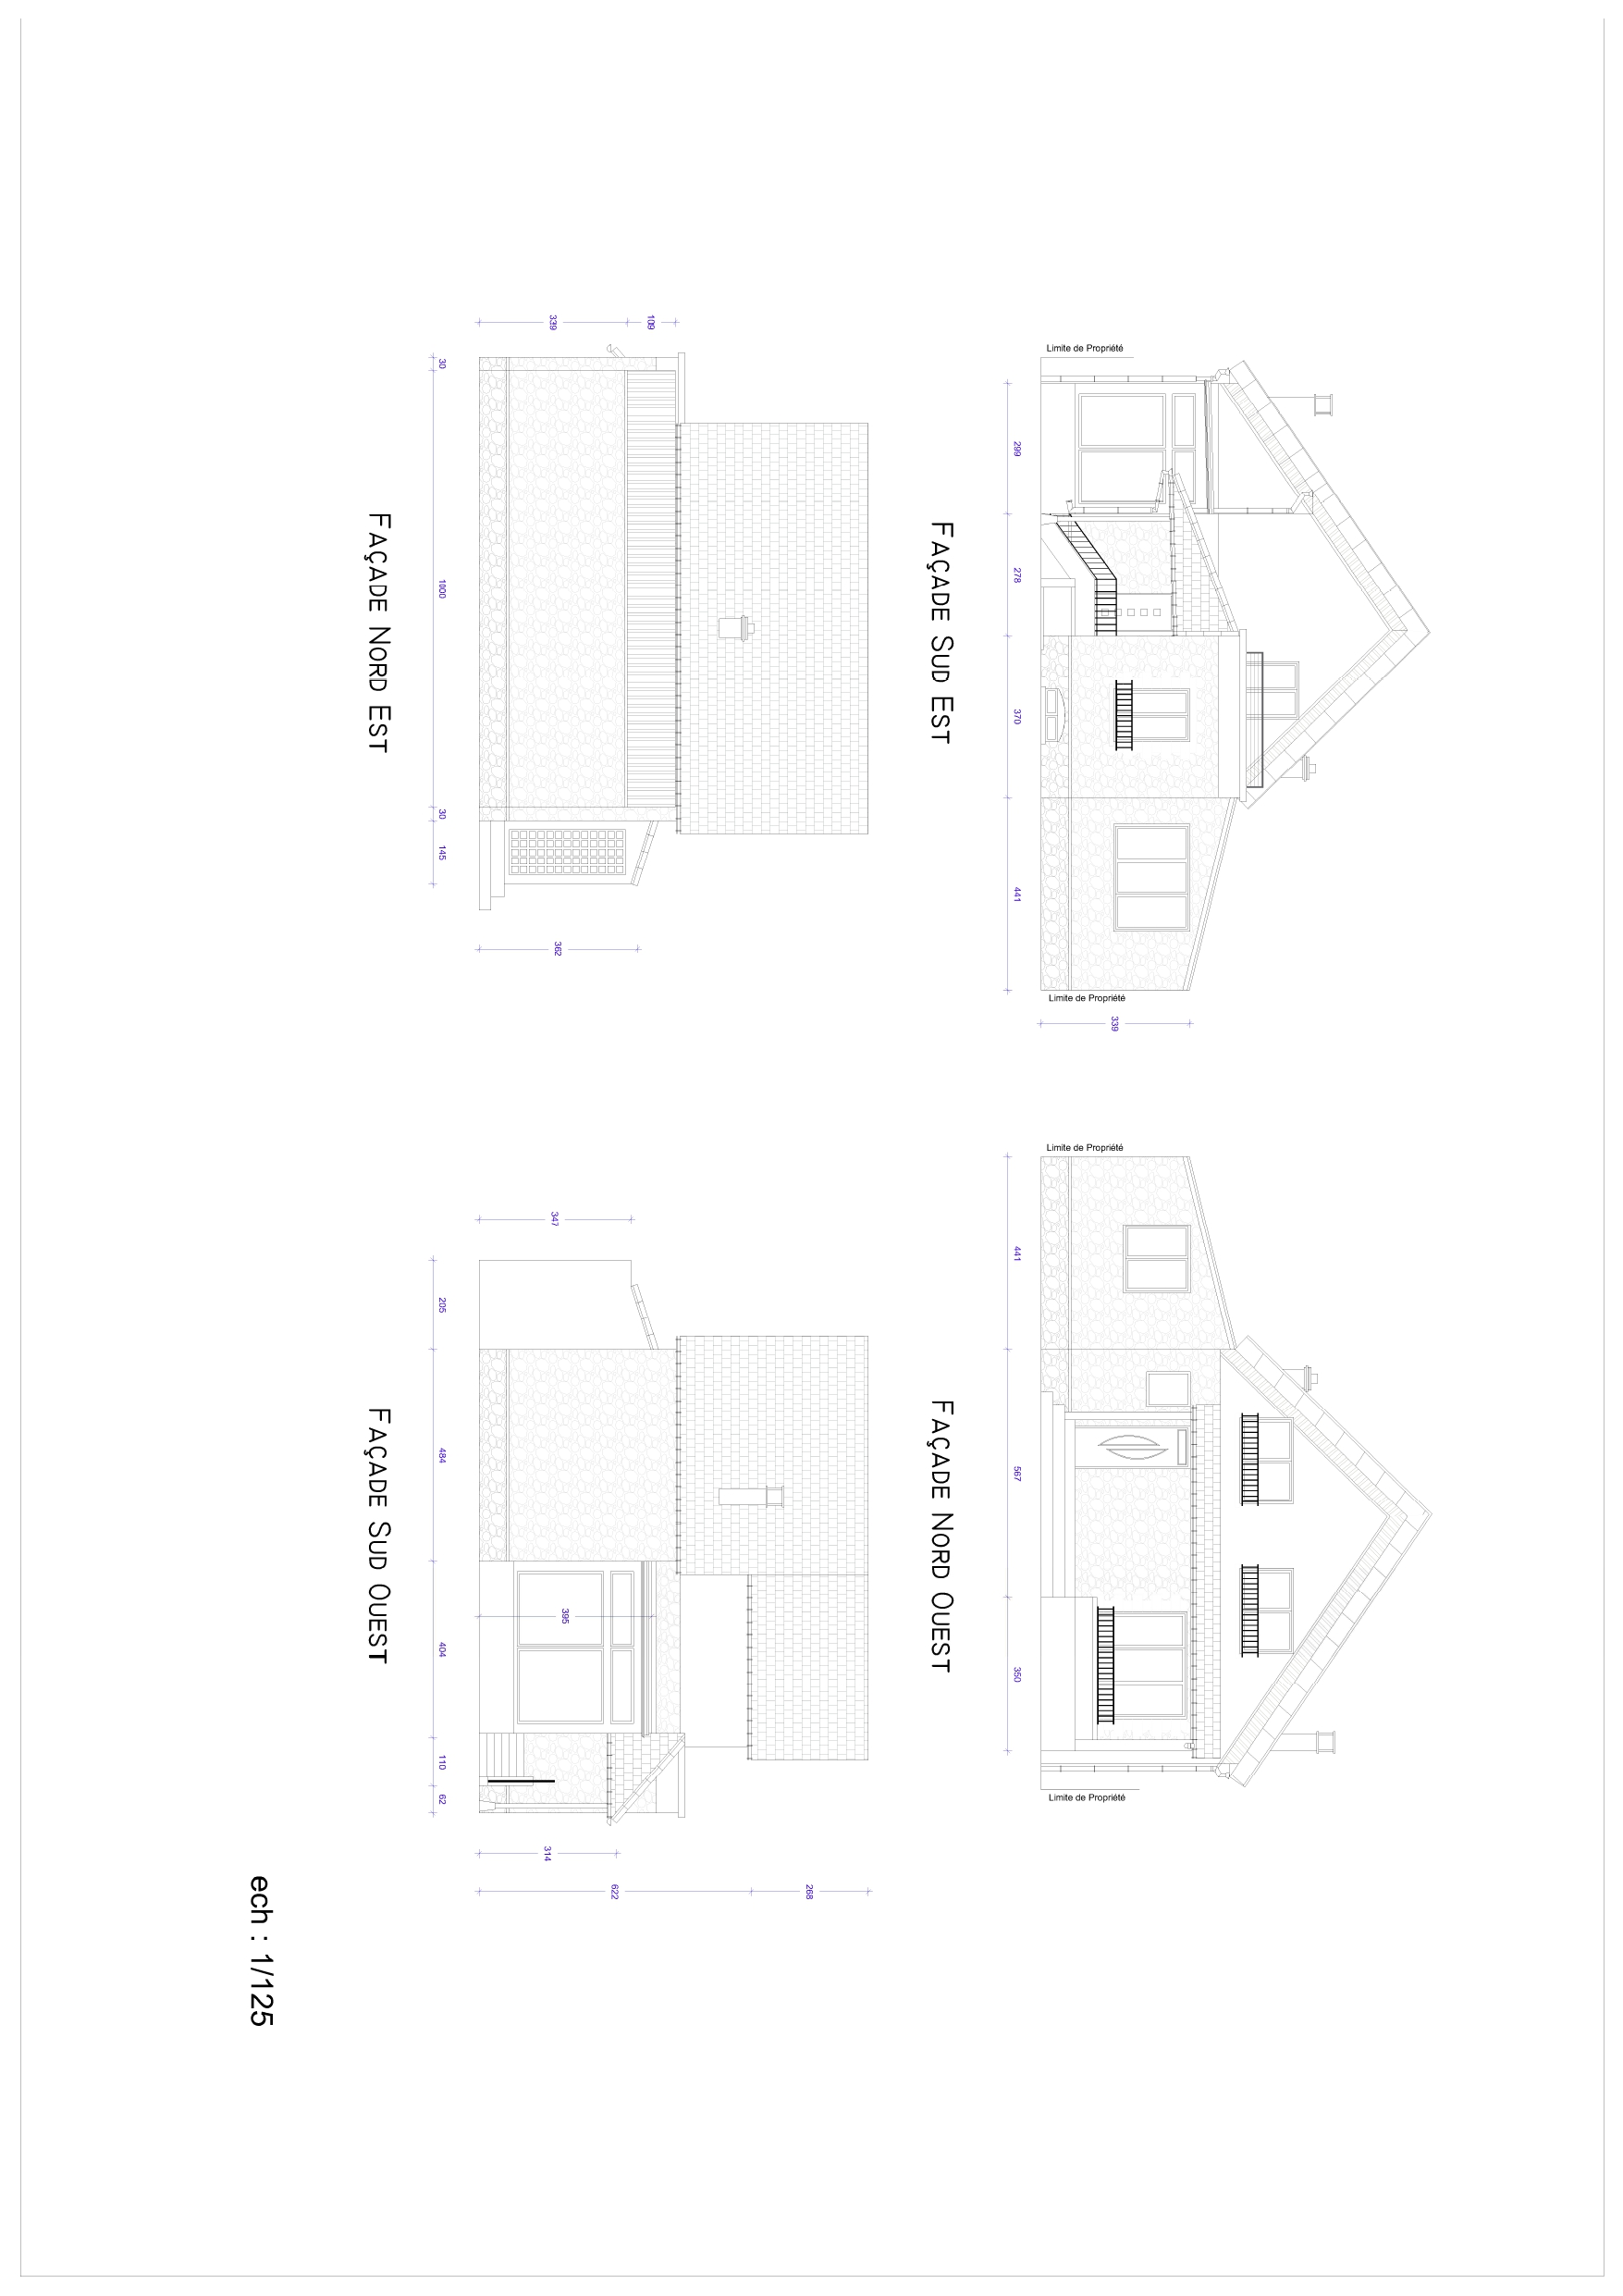 Limite de Propriété
Limite de Propriété
339
299 278 370 441
FAÇADE SUD EST
Limite de Propriété
Limite de Propriété
441 567 350
FAÇADE NORD OUEST
109
339
362
30 1000 30 145
FAÇADE NORD EST
268
622
347
395
314
205 484 404 110 62
FAÇADE SUD OUEST
ech : 1/125